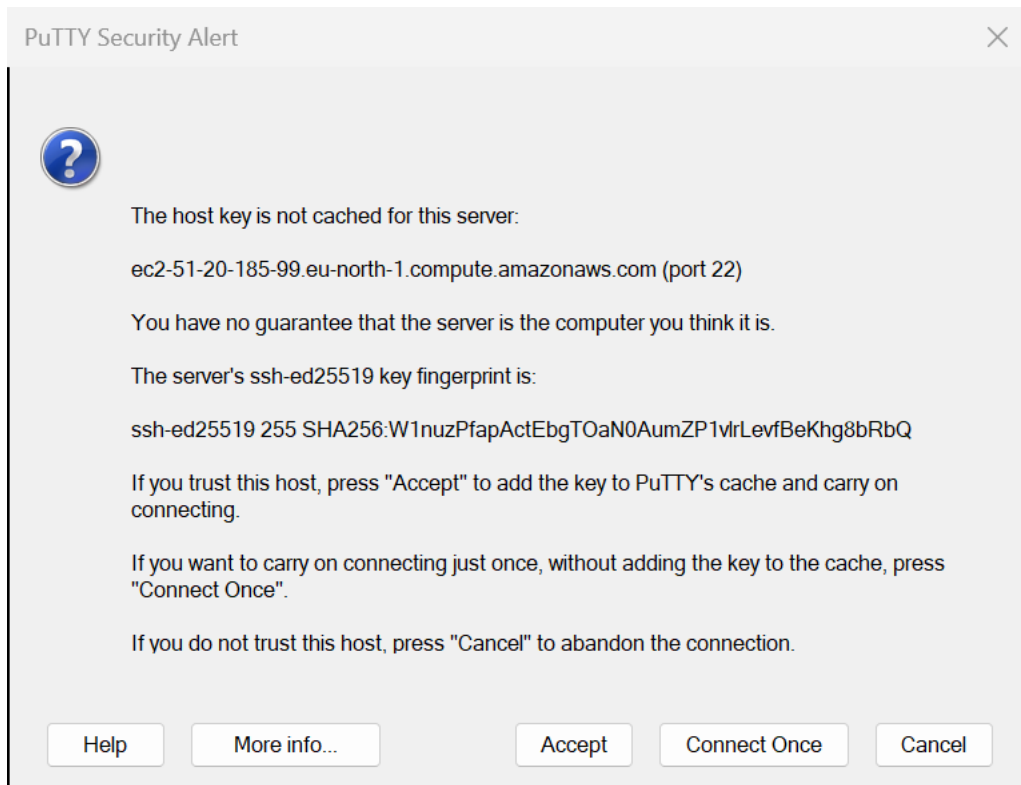 PuTTY Security Alert
The host key is not cached for this server:
ec2-51-20-185-99.eu-north-1.compute.amazonaws.com (port 22)
You have no guarantee that the server is the computer you think it is.
The server's ssh-ed25519 key fingerprint is:
ssh-ed25519 255 SHA256:W1nuzPfapActEbgTOaN0AumZP1vlrLevfBeKhg8bRbQ
If you trust this host, press "Accept" to add the key to PuTTY's cache and carry on
connecting.
If you want to carry on connecting just once, without adding the key to the cache, press
"Connect Once".
If you do not trust this host, press "Cancel" to abandon the connection.
Help More info... Accept Connect Once Cancel